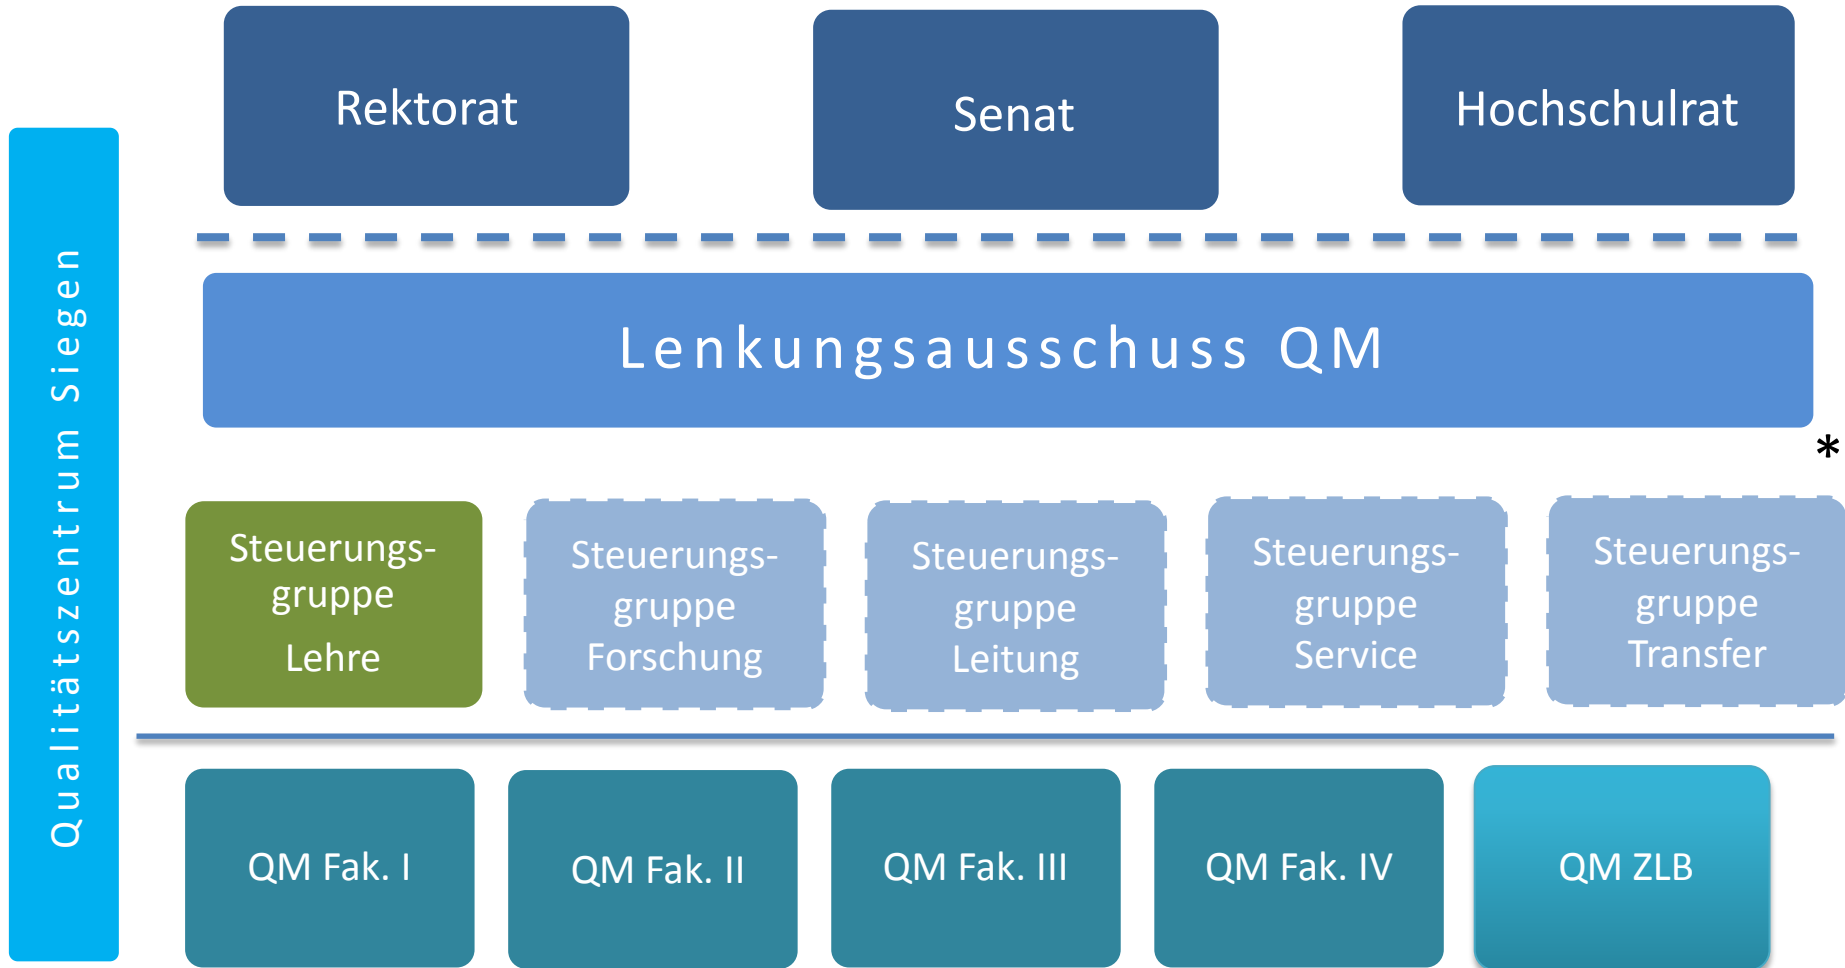 Qualitätszentrum Siegen
Rektorat
Senat
Hochschulrat
Lenkungsausschuss QM
*
Steuerungs-
gruppe
Lehre
Steuerungs-
gruppe
Forschung
Steuerungs-
gruppe
Leitung
Steuerungs-
gruppe
Service
Steuerungs-
gruppe
Transfer
QM Fak. I
QM Fak. II
QM Fak. III
QM Fak. IV
QM ZLB